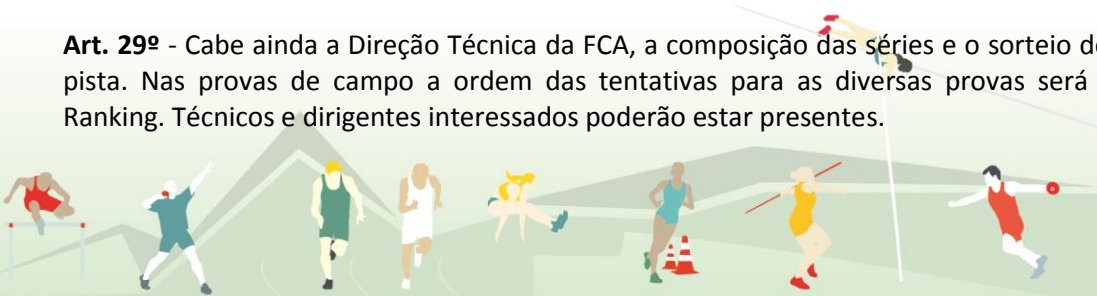 Art. 29º - Cabe ainda a Direção Técnica da FCA, a composição das séries e o sorteio de
pista. Nas provas de campo a ordem das tentativas para as diversas provas será
Ranking. Técnicos e dirigentes interessados poderão estar presentes.